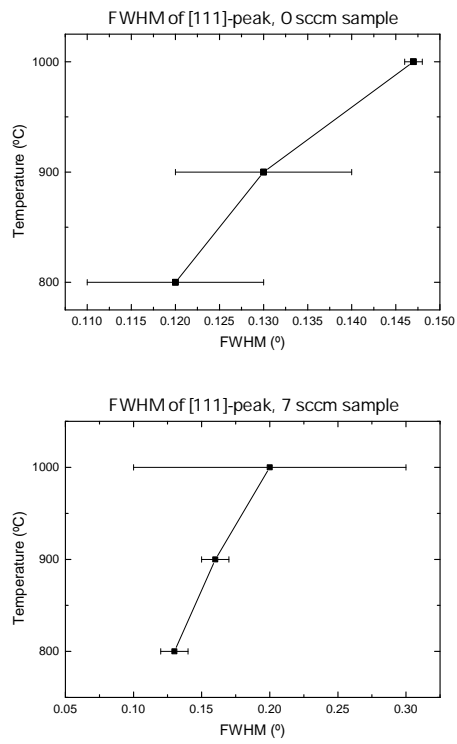 FWHM of [111]-peak, 0 sccm sample
1000
900
800
Temperature (ºC)
0.110 0.115 0.120 0.125 0.130 0.135 0.140 0.145 0.150
FWHM (º)
FWHM of [111]-peak, 7 sccm sample
1000
900
800
Temperature (ºC)
0.05 0.10 0.15 0.20 0.25 0.30
FWHM (º)